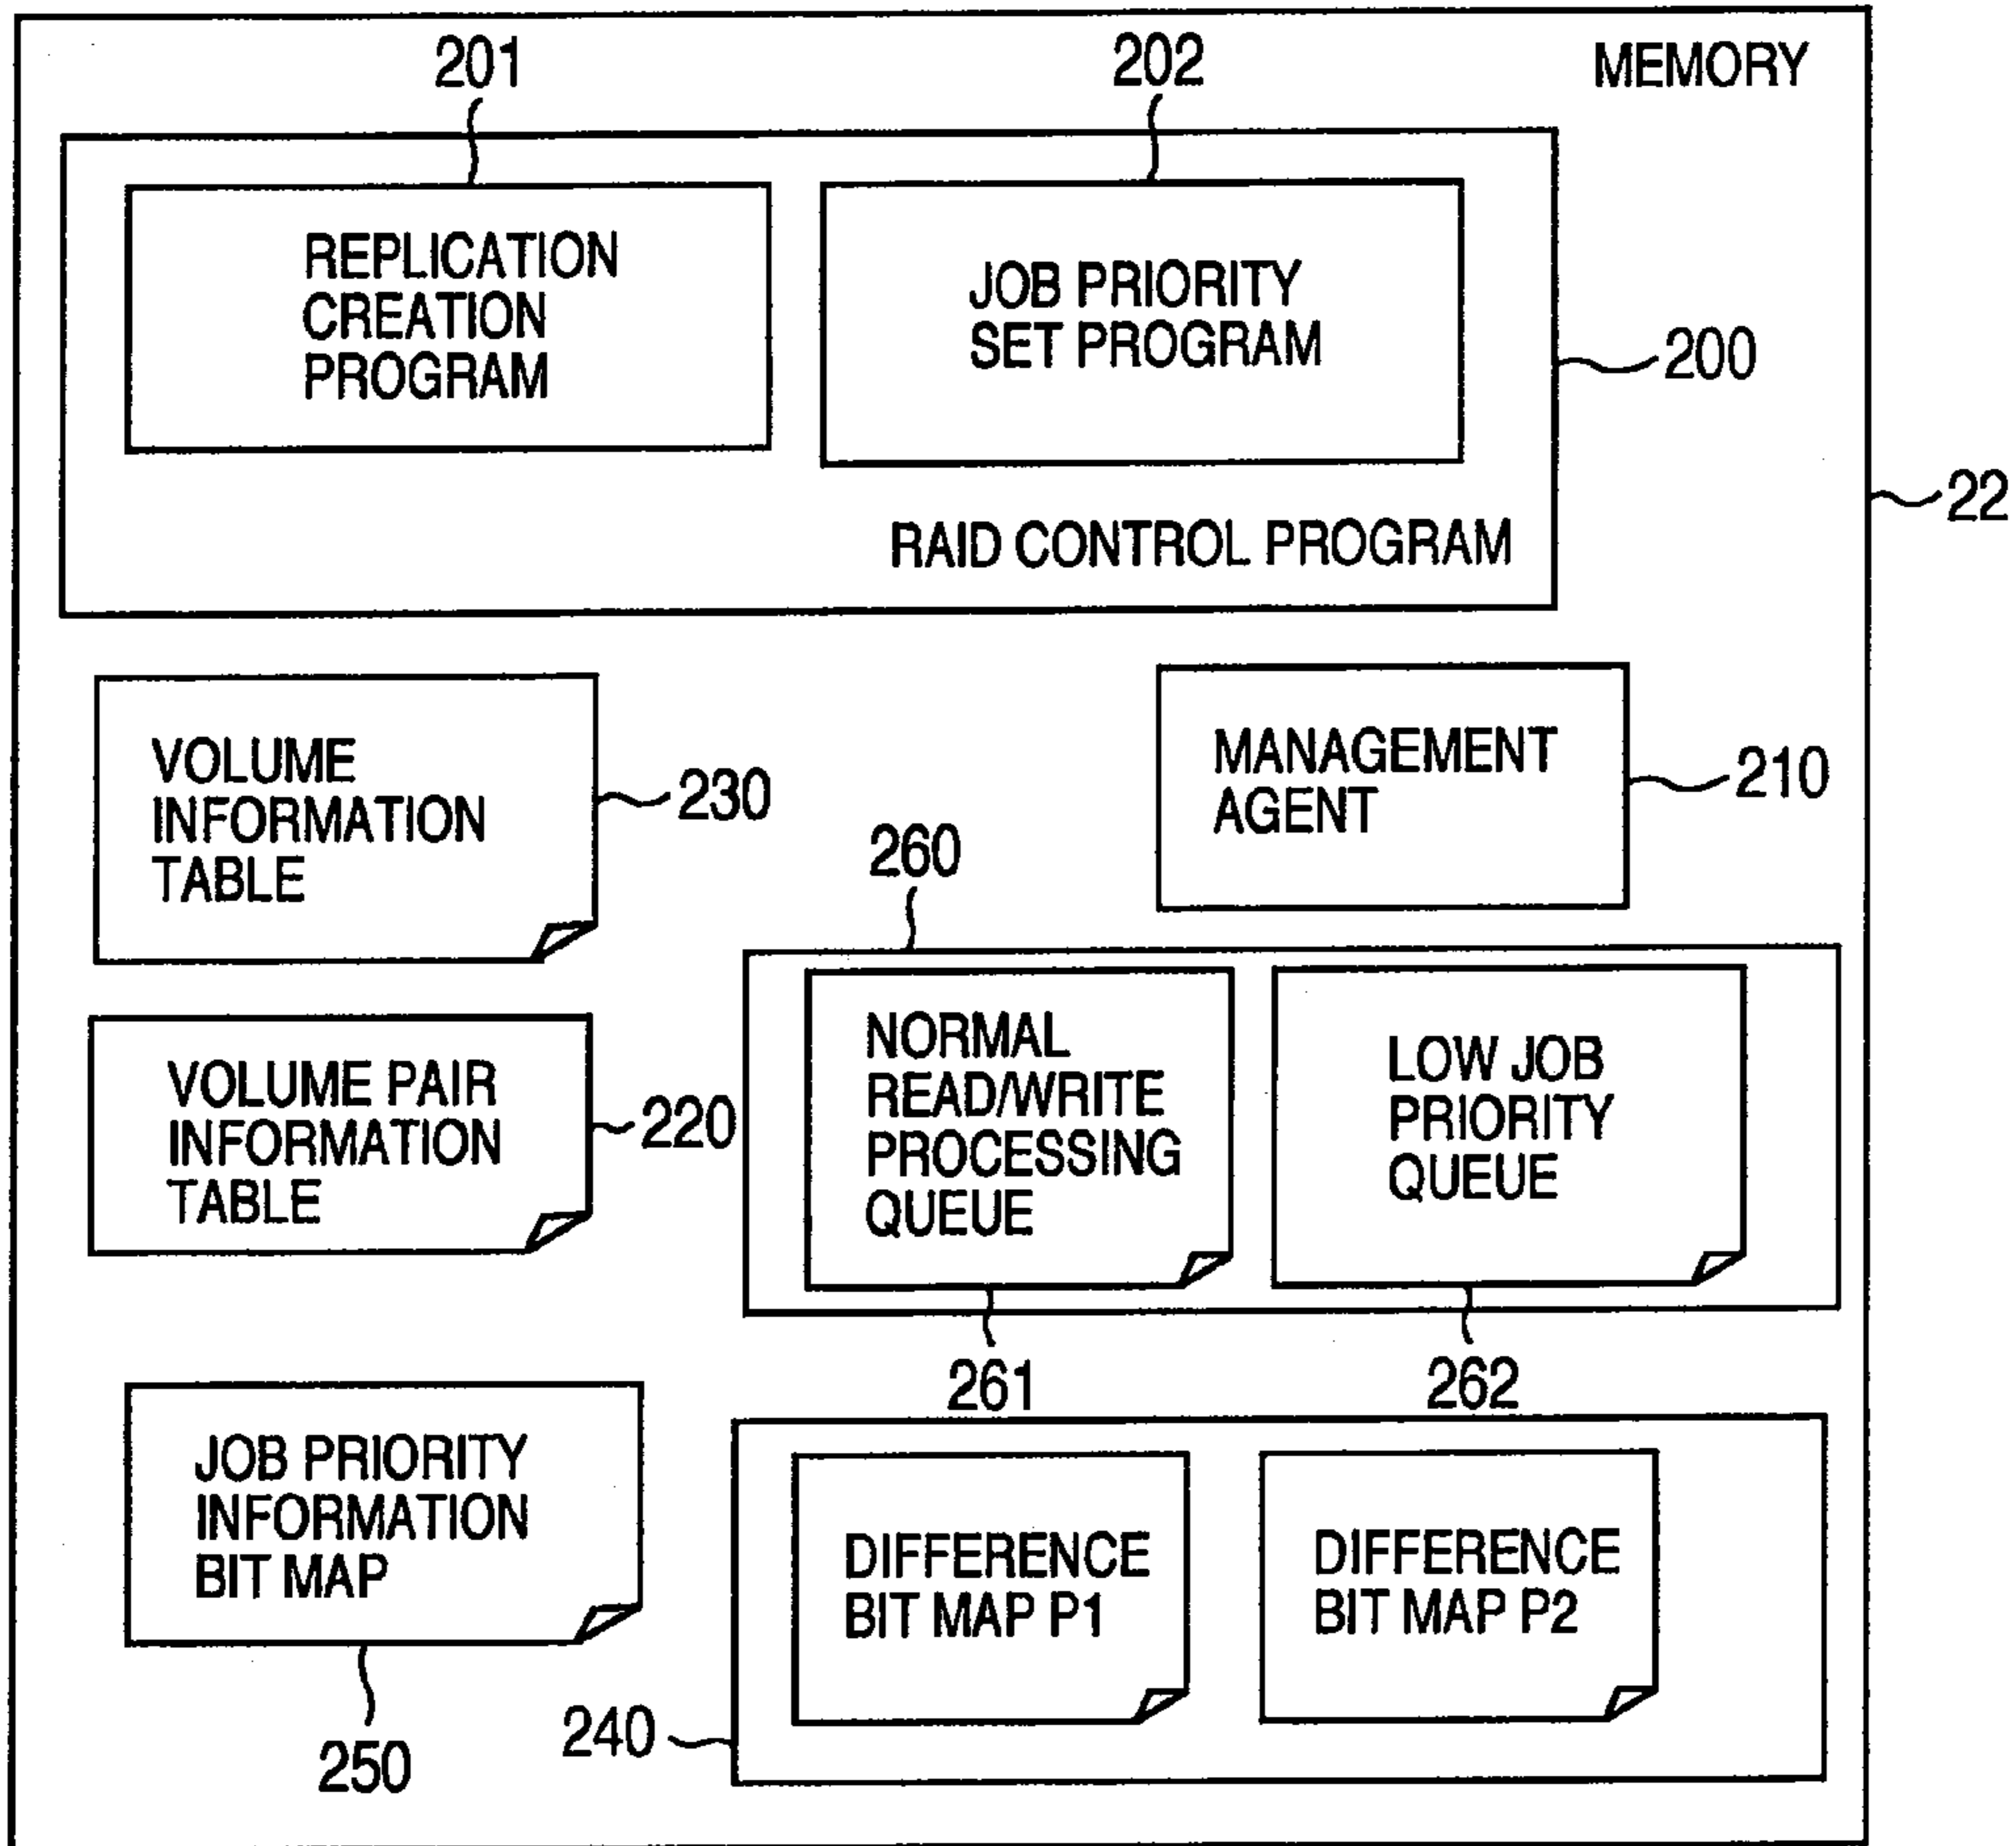 MEMORY
201
202
REPLICATION
CREATION
PROGRAM
JOB PRIORITY
SET PROGRAM
200
22
RAID CONTROL PROGRAM
VOLUME
INFORMATION
TABLE
230
MANAGEMENT
AGENT
210
260
VOLUME PAIR
INFORMATION
TABLE
220
NORMAL
READ/WRITE
PROCESSING
QUEUE
LOW JOB
PRIORITY
QUEUE
261
262
JOB PRIORITY
INFORMATION
BIT MAP
250
DIFFERENCE
BIT MAP P1
DIFFERENCE
BIT MAP P2
240